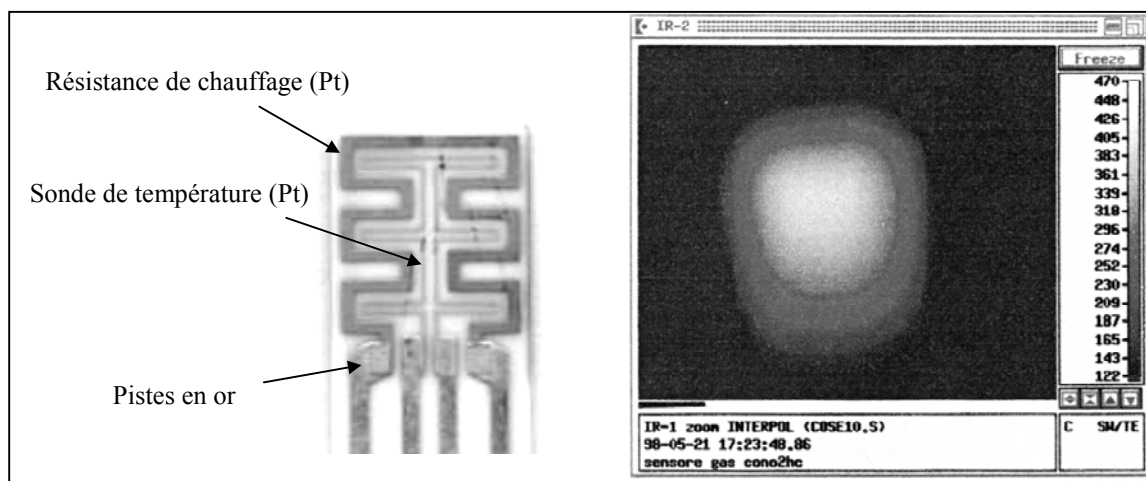 Résistance de chauffage (Pt)
Sonde de température (Pt)
Pistes en or
IR-2
Freeze
470
448
426
405
383
361
339
318
296
274
252
230
209
187
165
143
122
IR-1 zoom INTERPOL (COSE10.S)
98-05-21 17:23:48.86
sensore gas cono2hc
C SW/TE